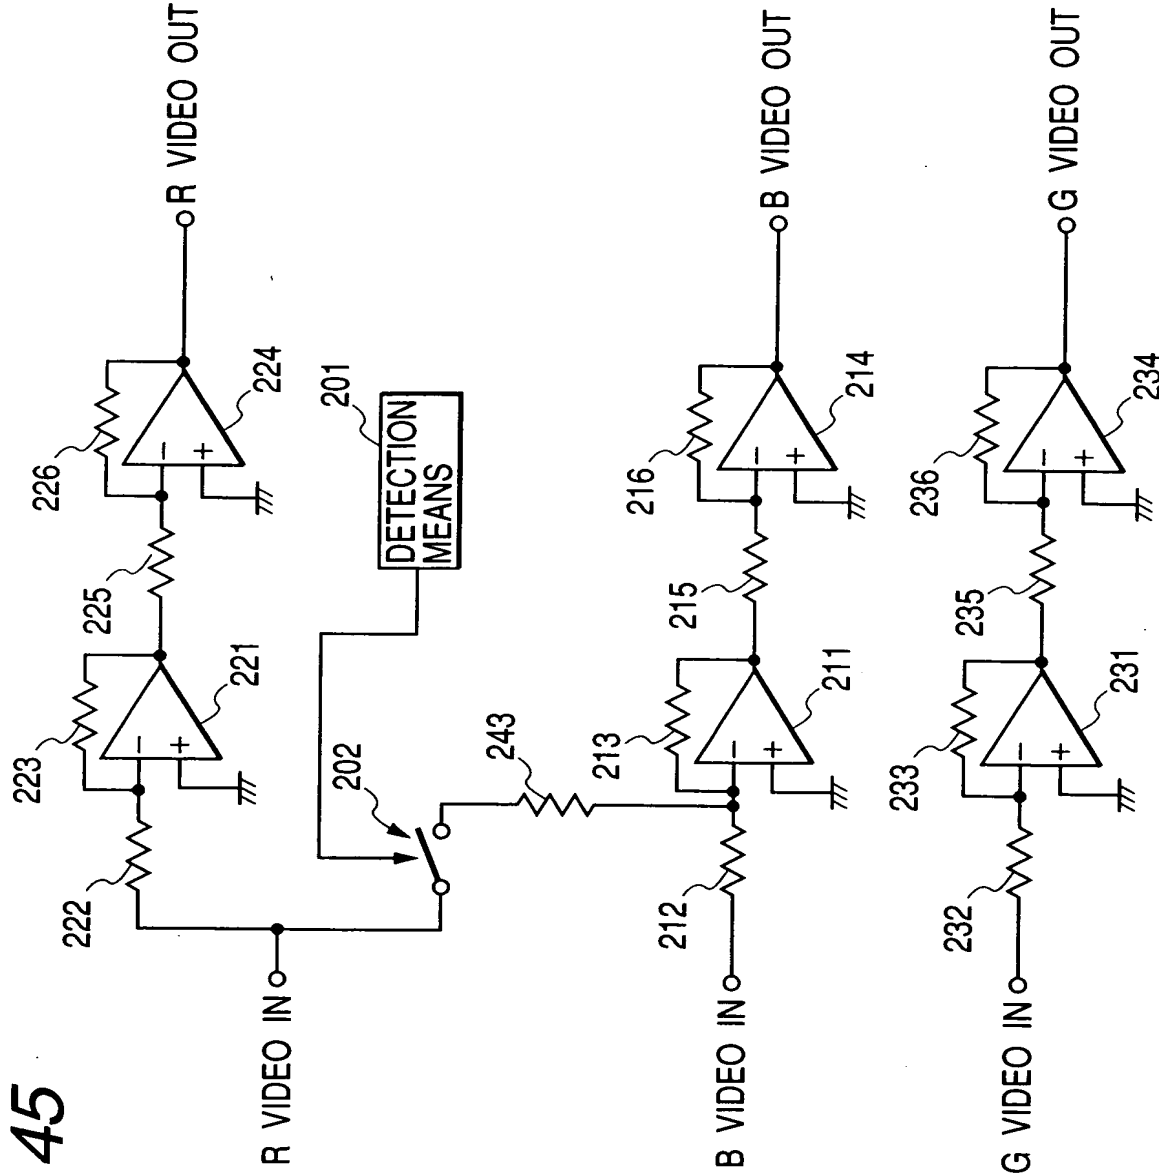 45
R VIDEO IN
222
223
221
225
226
224
R VIDEO OUT
202
201
DETECTION
MEANS
243
B VIDEO IN
212
213
211
215
216
214
B VIDEO OUT
G VIDEO IN
232
233
231
235
236
234
G VIDEO OUT
− + − +
− + − +
− + − +